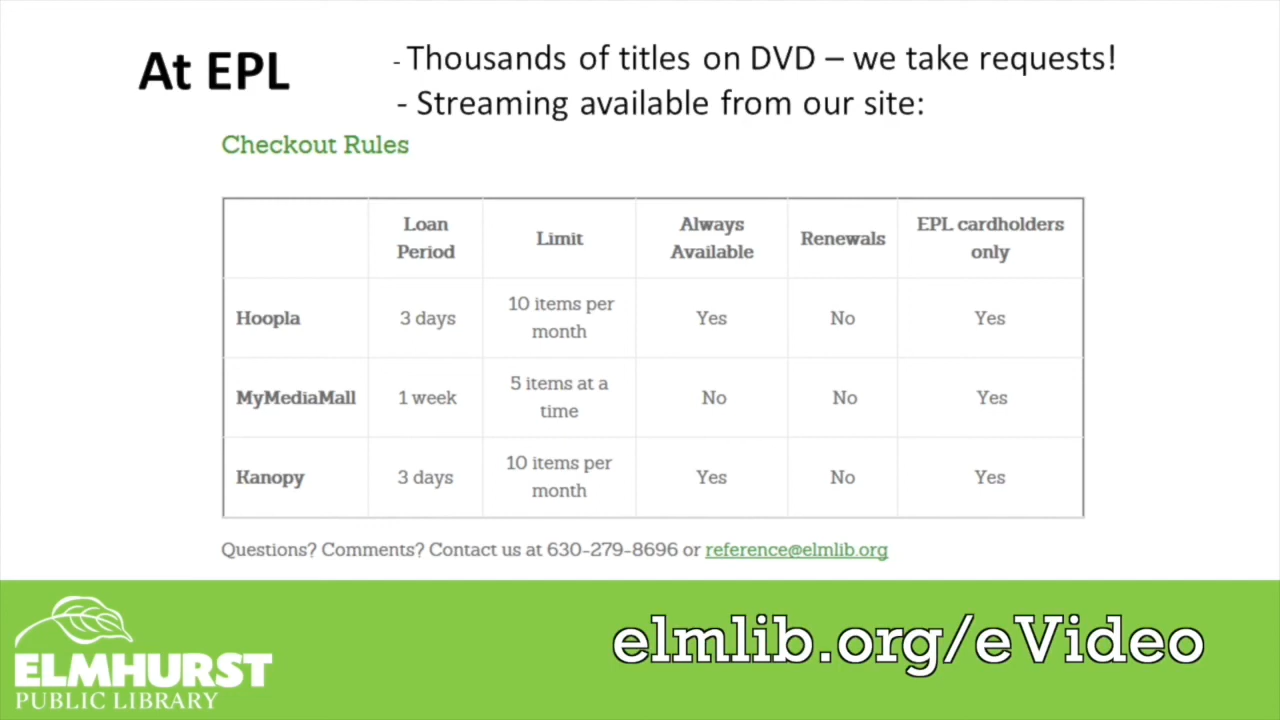 At EPL
- Thousands of titles on DVD – we take requests!
- Streaming available from our site:
Checkout Rules
Loan Period Limit Always Available Renewals EPL cardholders only
Hoopla 3 days 10 items per month Yes No Yes
MyMediaMall 1 week 5 items at a time No No Yes
Kanopy 3 days 10 items per month Yes No Yes
Questions? Comments? Contact us at 630-279-8696 or reference@elmlib.org
ELMHURST
PUBLIC LIBRARY
elmlib.org/eVideo